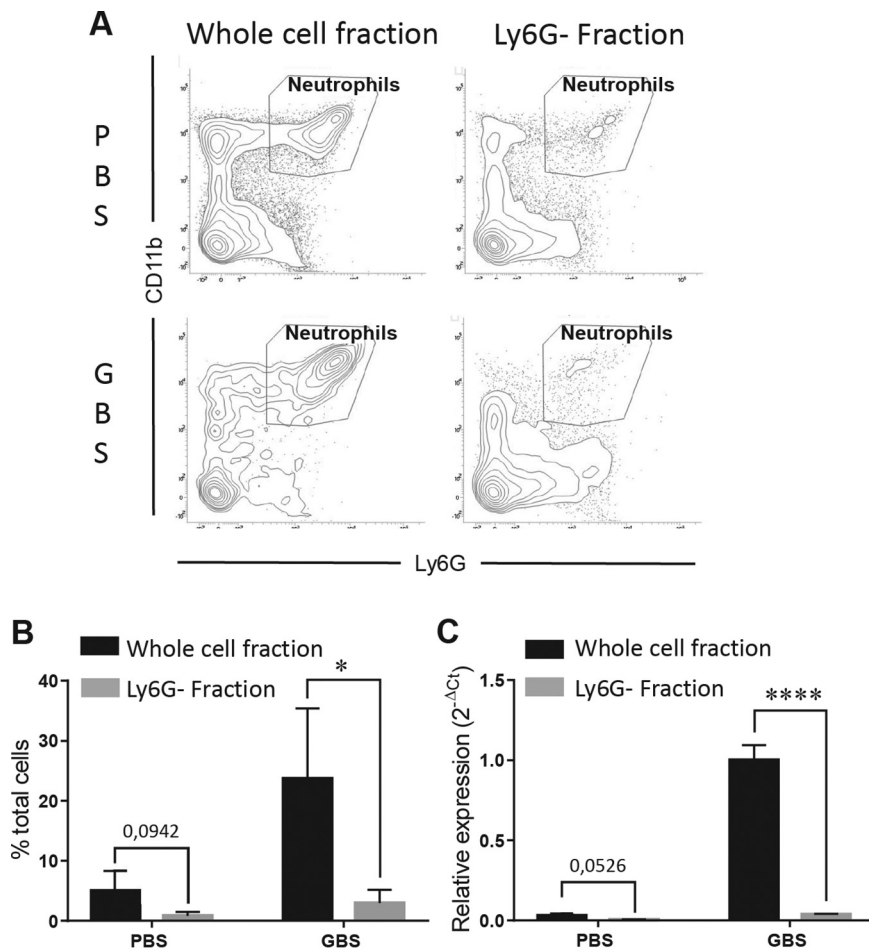 A
Whole cell fraction
Ly6G- Fraction
Neutrophils
Neutrophils
PBS
CD11b
Neutrophils
Neutrophils
GBS
Ly6G
B
Whole cell fraction
Ly6G- Fraction
% total cells
40
30
20
10
0
0,0942
*
PBS
GBS
C
Whole cell fraction
Ly6G- Fraction
Relative expression (2^-ΔCt)
1.5
1.0
0.5
0.0
0,0526
****
PBS
GBS